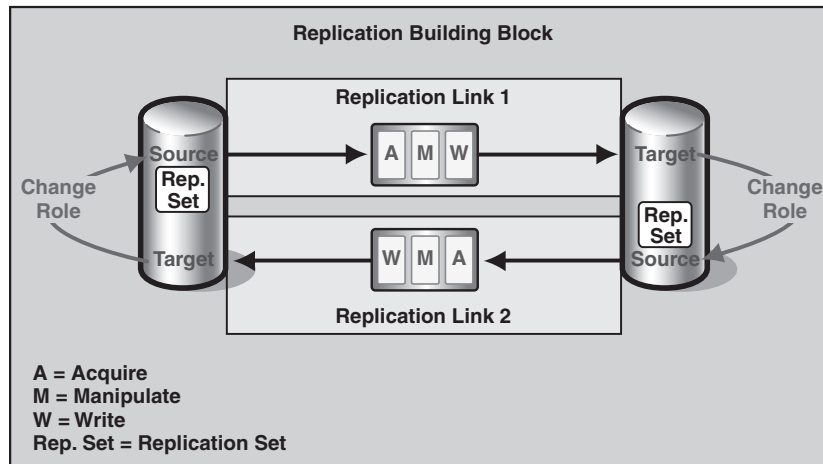 Replication Building Block
Replication Link 1
Source
A M W
Target
Rep.
Set
Change
Role
Change
Role
Rep.
Set
Target
W M A
Source
Replication Link 2
A = Acquire
M = Manipulate
W = Write
Rep. Set = Replication Set